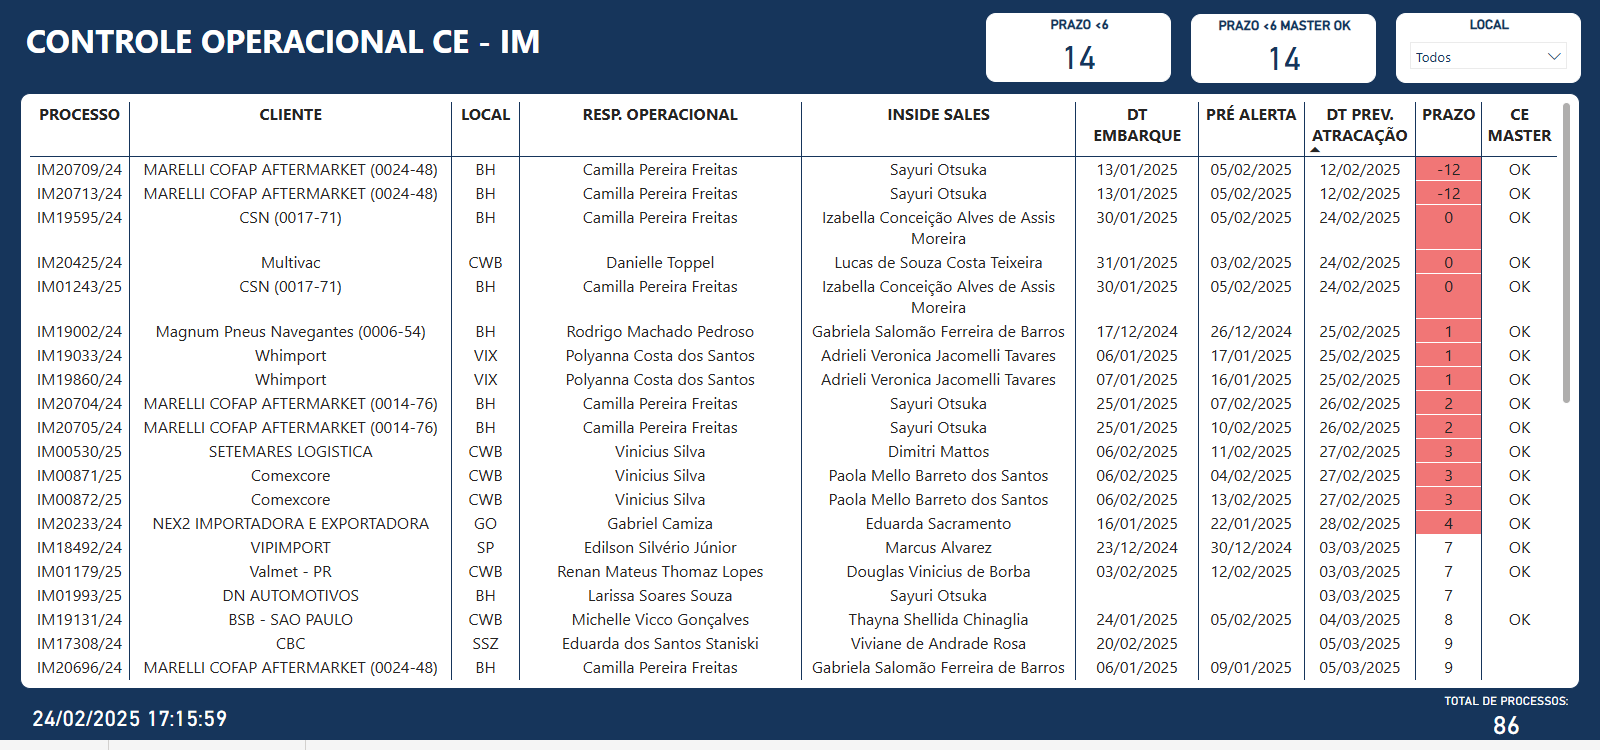 CONTROLE OPERACIONAL CE - IM
PRAZO <6
14
PRAZO <6 MASTER OK
14
LOCAL
Todos
PROCESSO CLIENTE LOCAL RESP. OPERACIONAL INSIDE SALES DT EMBARQUE PRÉ ALERTA DT PREV. ATRACAÇÃO PRAZO CE MASTER
IM20709/24 MARELLI COFAP AFTERMARKET (0024-48) BH Camilla Pereira Freitas Sayuri Otsuka 13/01/2025 05/02/2025 12/02/2025 -12 OK
IM20713/24 MARELLI COFAP AFTERMARKET (0024-48) BH Camilla Pereira Freitas Sayuri Otsuka 13/01/2025 05/02/2025 12/02/2025 -12 OK
IM19595/24 CSN (0017-71) BH Camilla Pereira Freitas Izabella Conceição Alves de Assis Moreira 30/01/2025 05/02/2025 24/02/2025 0 OK
IM20425/24 Multivac CWB Danielle Toppel Lucas de Souza Costa Teixeira 31/01/2025 03/02/2025 24/02/2025 0 OK
IM01243/25 CSN (0017-71) BH Camilla Pereira Freitas Izabella Conceição Alves de Assis Moreira 30/01/2025 05/02/2025 24/02/2025 0 OK
IM19002/24 Magnum Pneus Navegantes (0006-54) BH Rodrigo Machado Pedroso Gabriela Salomão Ferreira de Barros 17/12/2024 26/12/2024 25/02/2025 1 OK
IM19033/24 Whimport VIX Polyanna Costa dos Santos Adrieli Veronica Jacomelli Tavares 06/01/2025 17/01/2025 25/02/2025 1 OK
IM19860/24 Whimport VIX Polyanna Costa dos Santos Adrieli Veronica Jacomelli Tavares 07/01/2025 16/01/2025 25/02/2025 1 OK
IM20704/24 MARELLI COFAP AFTERMARKET (0014-76) BH Camilla Pereira Freitas Sayuri Otsuka 25/01/2025 07/02/2025 26/02/2025 2 OK
IM20705/24 MARELLI COFAP AFTERMARKET (0014-76) BH Camilla Pereira Freitas Sayuri Otsuka 25/01/2025 10/02/2025 26/02/2025 2 OK
IM00530/25 SETEMARES LOGISTICA CWB Vinicius Silva Dimitri Mattos 06/02/2025 11/02/2025 27/02/2025 3 OK
IM00871/25 Comexcore CWB Vinicius Silva Paola Mello Barreto dos Santos 06/02/2025 04/02/2025 27/02/2025 3 OK
IM00872/25 Comexcore CWB Vinicius Silva Paola Mello Barreto dos Santos 06/02/2025 13/02/2025 27/02/2025 3 OK
IM20233/24 NEX2 IMPORTADORA E EXPORTADORA GO Gabriel Camiza Eduarda Sacramento 16/01/2025 22/01/2025 28/02/2025 4 OK
IM18492/24 VIPIMPORT SP Edilson Silvério Júnior Marcus Alvarez 23/12/2024 30/12/2024 03/03/2025 7 OK
IM01179/25 Valmet - PR CWB Renan Mateus Thomaz Lopes Douglas Vinicius de Borba 03/02/2025 12/02/2025 03/03/2025 7 OK
IM01993/25 DN AUTOMOTIVOS BH Larissa Soares Souza Sayuri Otsuka 03/03/2025 7
IM19131/24 BSB - SAO PAULO CWB Michelle Vicco Gonçalves Thayna Shellida Chinaglia 24/01/2025 05/02/2025 04/03/2025 8 OK
IM17308/24 CBC SSZ Eduarda dos Santos Staniski Viviane de Andrade Rosa 20/02/2025 05/03/2025 9
IM20696/24 MARELLI COFAP AFTERMARKET (0024-48) BH Camilla Pereira Freitas Gabriela Salomão Ferreira de Barros 06/01/2025 09/01/2025 05/03/2025 9
24/02/2025 17:15:59
TOTAL DE PROCESSOS:
86